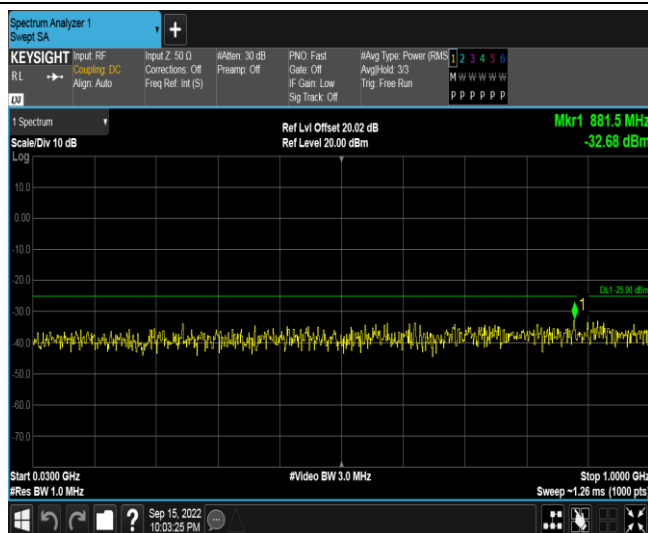 Spectrum Analyzer 1
Swept SA
KEYSIGHT
RL
LXI
Input: RF
Coupling: DC
Align: Auto
Input Z: 50 Ω
Corrections: Off
Freq Ref: Int (S)
#Atten: 30 dB
Preamp: Off
PNO: Fast
Gate: Off
IF Gain: Low
Sig Track: Off
#Avg Type: Power (RMS
Avg|Hold: 3/3
Trig: Free Run
1 2 3 4 5 6
M W W W W W
P P P P P P
1 Spectrum
Scale/Div 10 dB
Ref Lvl Offset 20.02 dB
Ref Level 20.00 dBm
Mkr1 881.5 MHz
-32.68 dBm
Log
10.0
0.00
-10.0
-20.0
DL1 -25.00 dBm
1
-30.0
-40.0
-50.0
-60.0
-70.0
Start 0.0300 GHz
#Res BW 1.0 MHz
#Video BW 3.0 MHz
Stop 1.0000 GHz
Sweep ~1.26 ms (1000 pts)
?
Sep 15, 2022
10:03:25 PM